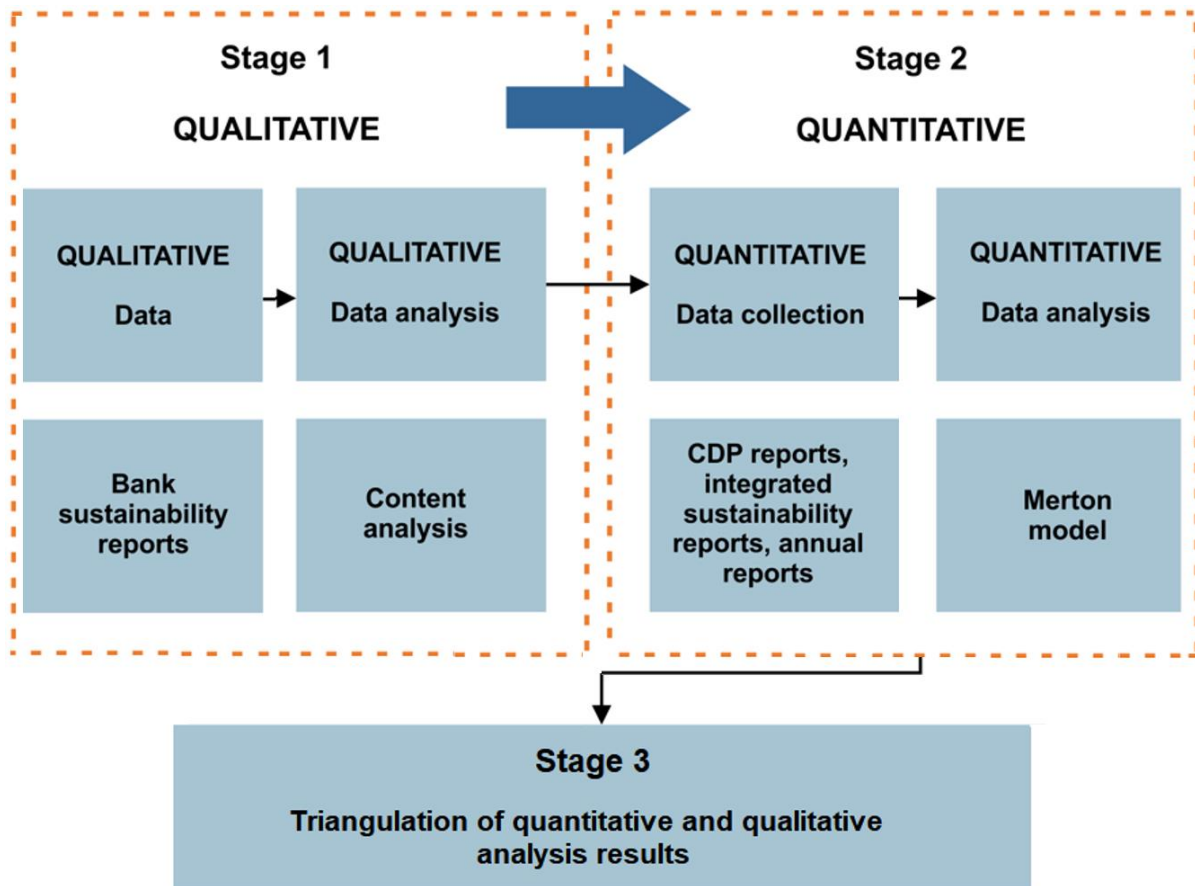 Stage 1
QUALITATIVE
Stage 2
QUANTITATIVE
QUALITATIVE
Data
QUALITATIVE
Data analysis
QUANTITATIVE
Data collection
QUANTITATIVE
Data analysis
Bank
sustainability
reports
Content
analysis
CDP reports,
integrated
sustainability
reports, annual
reports
Merton
model
Stage 3
Triangulation of quantitative and qualitative
analysis results